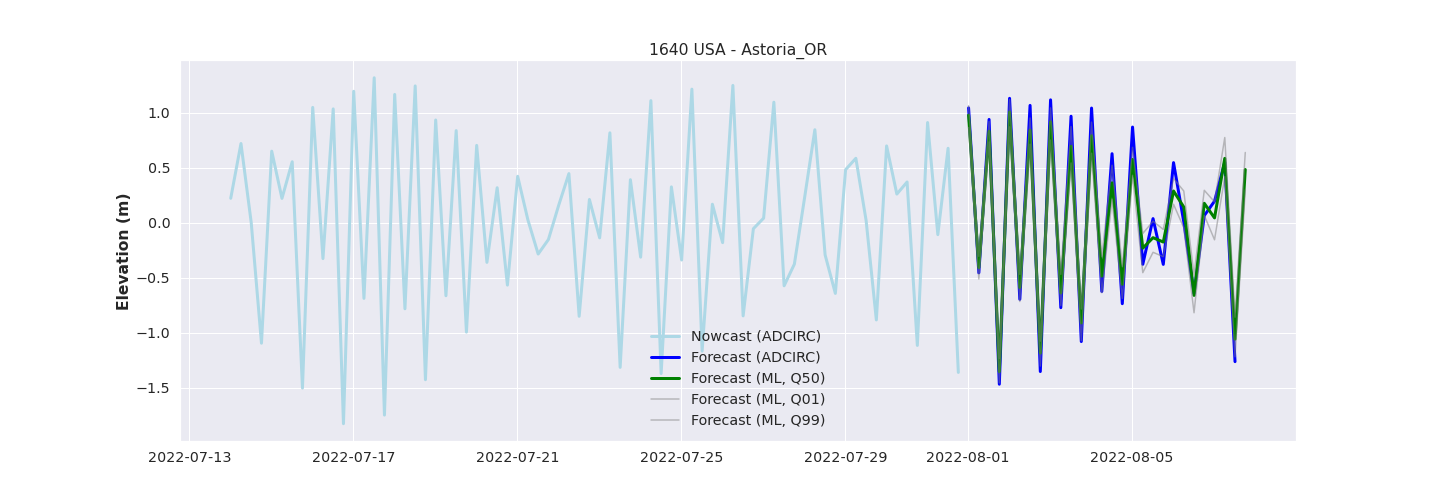 1640 USA - Astoria_OR
Elevation (m)
1.0
0.5
0.0
−0.5
−1.0
−1.5
Nowcast (ADCIRC)
Forecast (ADCIRC)
Forecast (ML, Q50)
Forecast (ML, Q01)
Forecast (ML, Q99)
2022-07-13 2022-07-17 2022-07-21 2022-07-25 2022-07-29 2022-08-01 2022-08-05